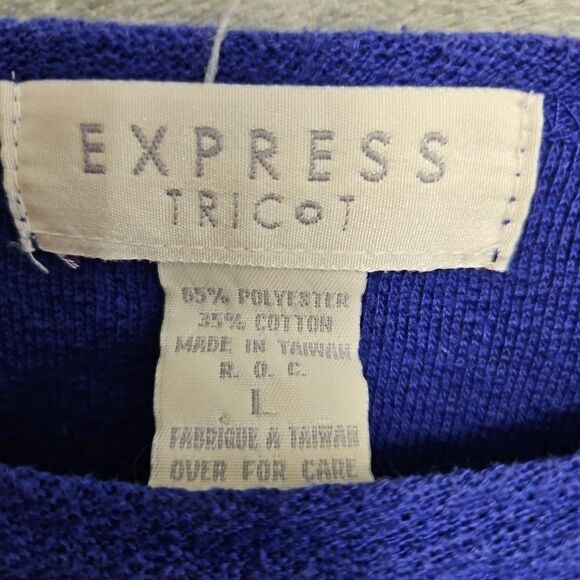 EXPRESS
TRICOT
65% POLYESTER
35% COTTON
MADE IN TAIWAN
R. O. C.
L
FABRIQUE A TAIWAN
OVER FOR CARE